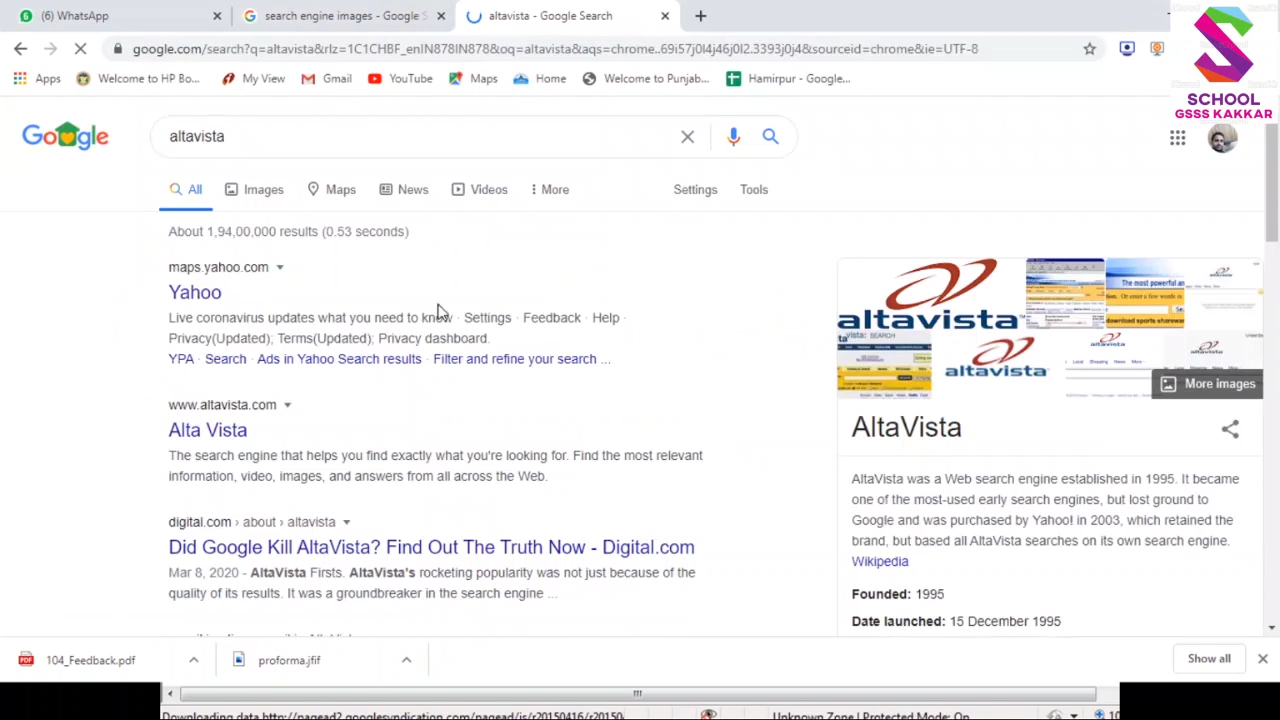 (6) WhatsApp
search engine images - Google S
altavista - Google Search
google.com/search?q=altavista&rlz=1C1CHBF_enIN878IN878&oq=altavista&aqs=chrome..69i57j0l4j46j0l2.3393j0j4&sourceid=chrome&ie=UTF-8
Apps
Welcome to HP Bo...
My View
Gmail
YouTube
Maps
Home
Welcome to Punjab...
Hamirpur - Google...
SCHOOL
GSSS KAKKAR
Google
altavista
All
Images
Maps
News
Videos
More
Settings
Tools
About 1,94,00,000 results (0.53 seconds)
maps.yahoo.com
Yahoo
Live coronavirus updates what you need to know · Settings · Feedback · Help ·
Privacy(Updated); Terms(Updated); Privacy dashboard.
YPA · Search · Ads in Yahoo Search results · Filter and refine your search ...
www.altavista.com
Alta Vista
The search engine that helps you find exactly what you're looking for. Find the most relevant
information, video, images, and answers from all across the Web.
digital.com › about › altavista
Did Google Kill AltaVista? Find Out The Truth Now - Digital.com
Mar 8, 2020 - AltaVista Firsts. AltaVista's rocketing popularity was not just because of the
quality of its results. It was a groundbreaker in the search engine ...
altavista
altavista
More images
AltaVista
AltaVista was a Web search engine established in 1995. It became
one of the most-used early search engines, but lost ground to
Google and was purchased by Yahoo! in 2003, which retained the
brand, but based all AltaVista searches on its own search engine.
Wikipedia
Founded: 1995
Date launched: 15 December 1995
104_Feedback.pdf
proforma.jfif
Show all
Downloading data http://pagead2.googlesyndication.com/pagead/js/r20150416/r20150
Unknown Zone | Protected Mode: On